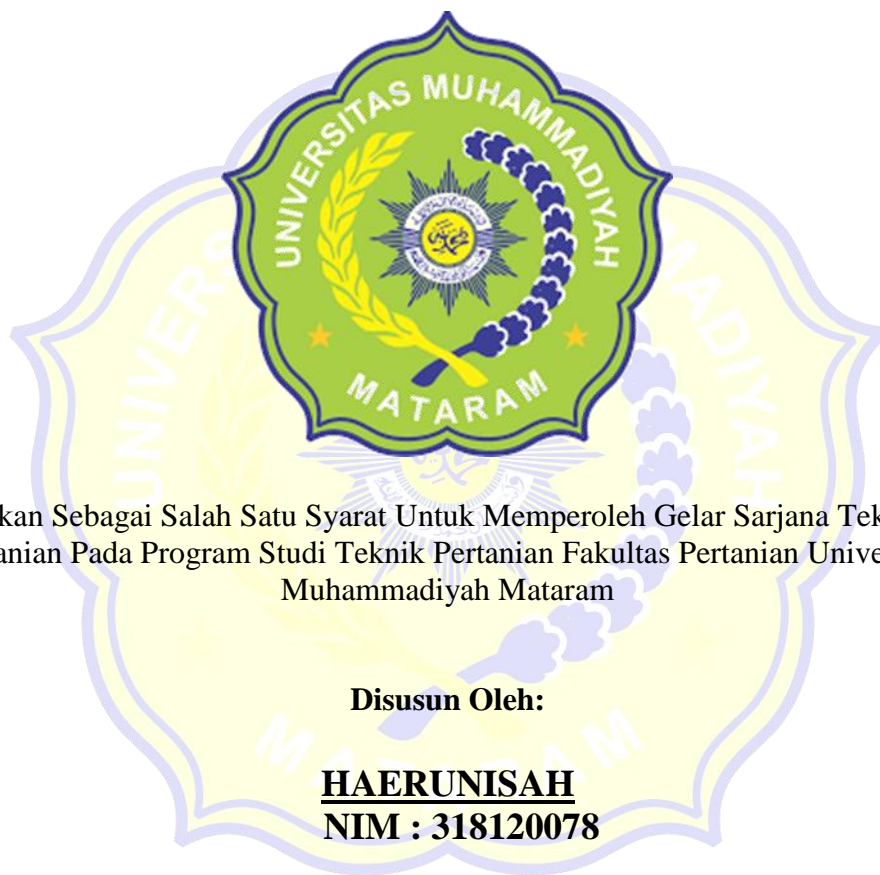 UNIVERSITAS MUHAMMADIYAH
MATARAM
kan Sebagai Salah Satu Syarat Untuk Memperoleh Gelar Sarjana Tek
anian Pada Program Studi Teknik Pertanian Fakultas Pertanian Unive
Muhammadiyah Mataram
Disusun Oleh:
HAERUNISAH
NIM : 318120078